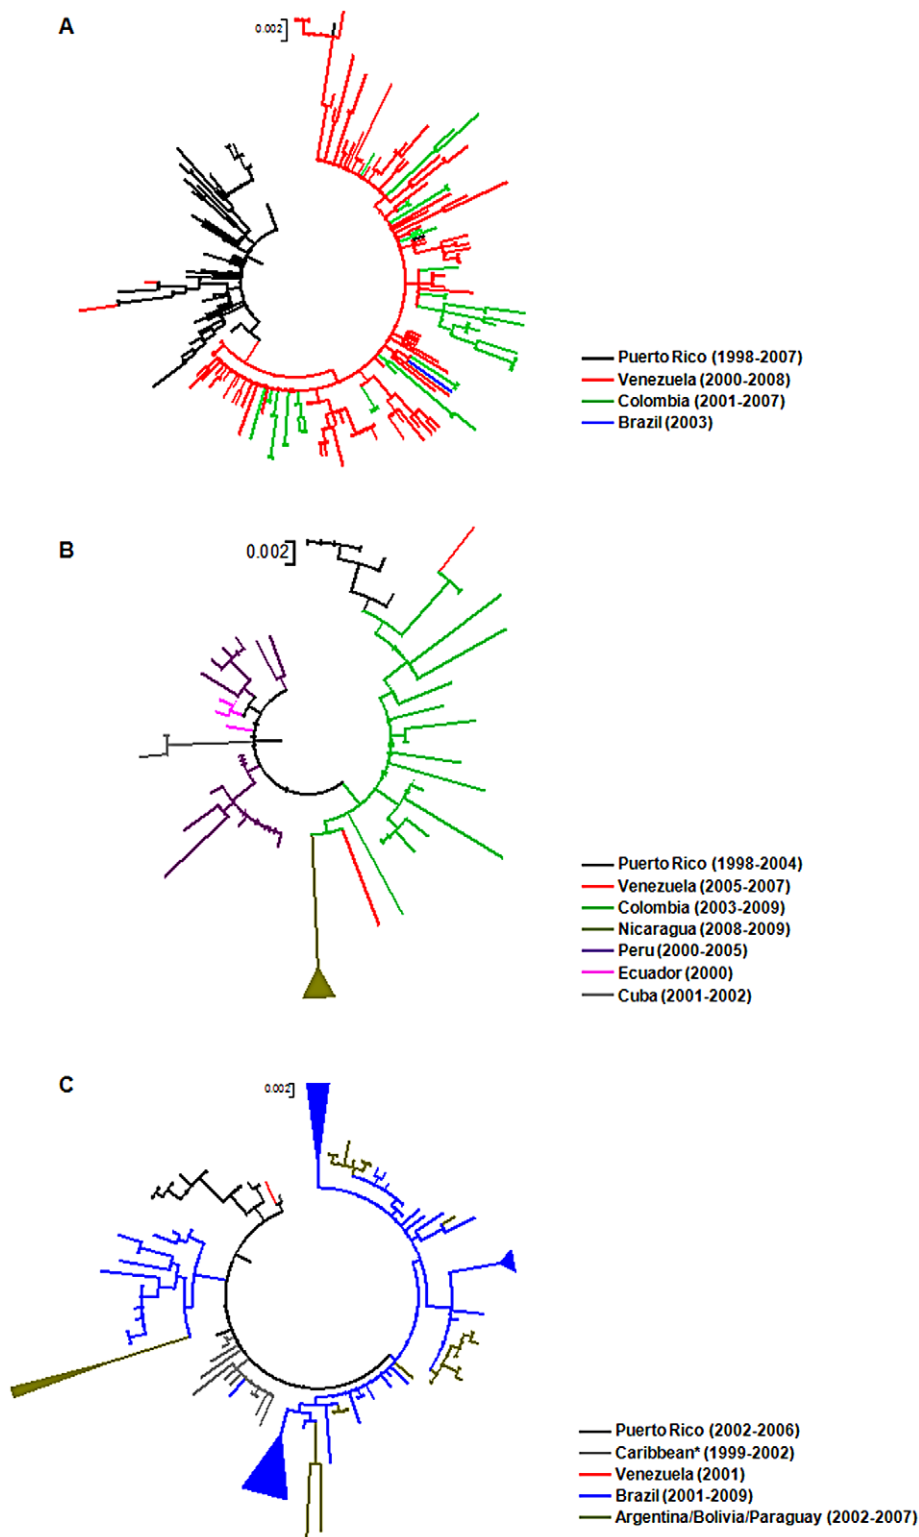 A
0.002
Puerto Rico (1998-2007)
Venezuela (2000-2008)
Colombia (2001-2007)
Brazil (2003)
B
0.002
Puerto Rico (1998-2004)
Venezuela (2005-2007)
Colombia (2003-2009)
Nicaragua (2008-2009)
Peru (2000-2005)
Ecuador (2000)
Cuba (2001-2002)
C
0.002
Puerto Rico (2002-2006)
Caribbean* (1999-2002)
Venezuela (2001)
Brazil (2001-2009)
Argentina/Bolivia/Paraguay (2002-2007)